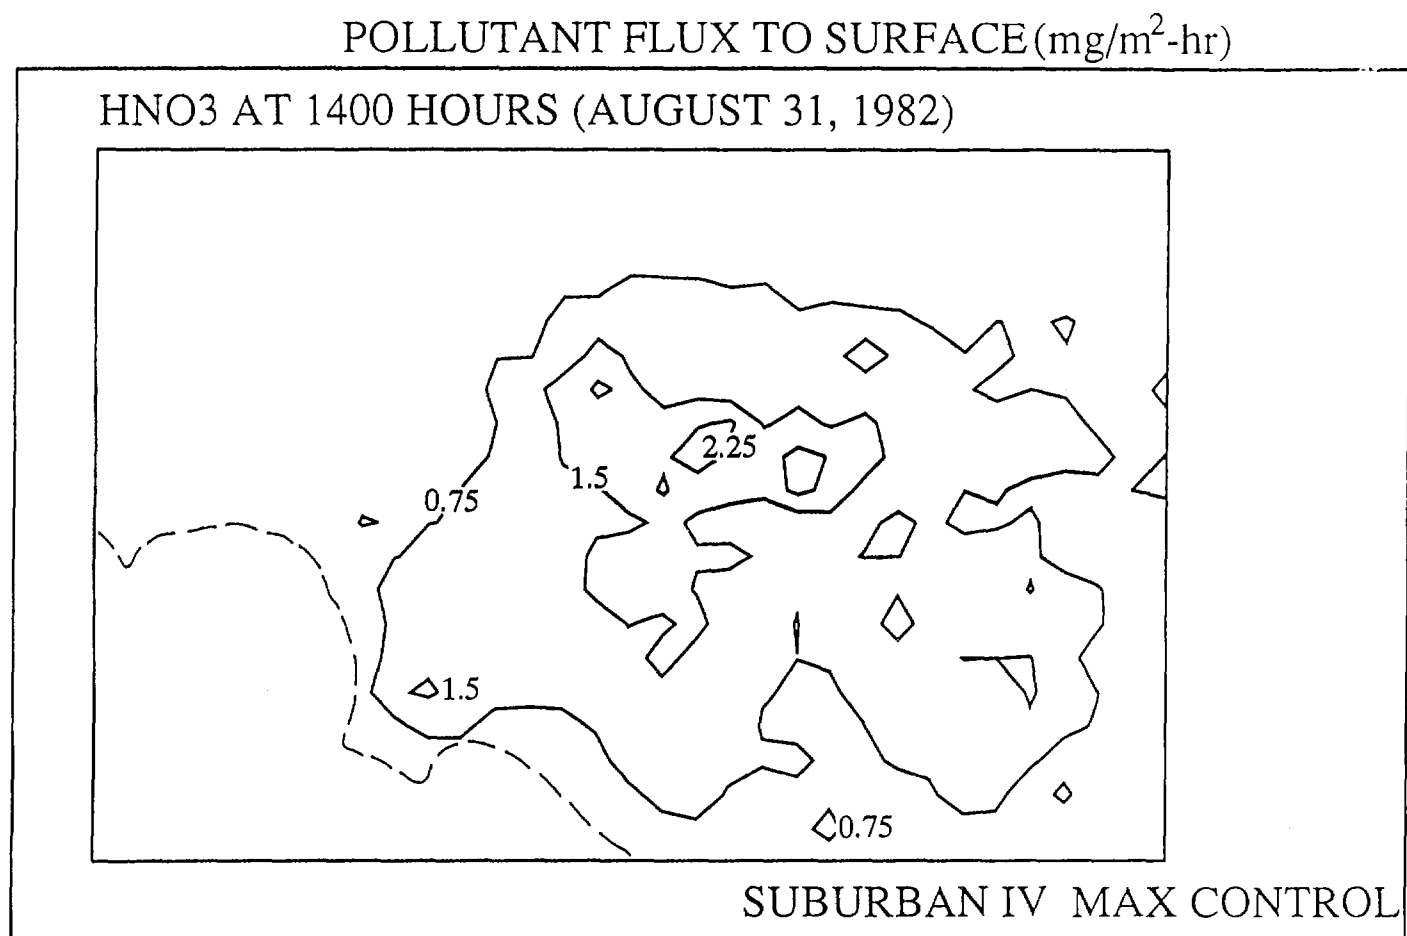 POLLUTANT FLUX TO SURFACE(mg/m²-hr)
HNO3 AT 1400 HOURS (AUGUST 31, 1982)
2.25
1.5
0.75
1.5
0.75
SUBURBAN IV MAX CONTROL